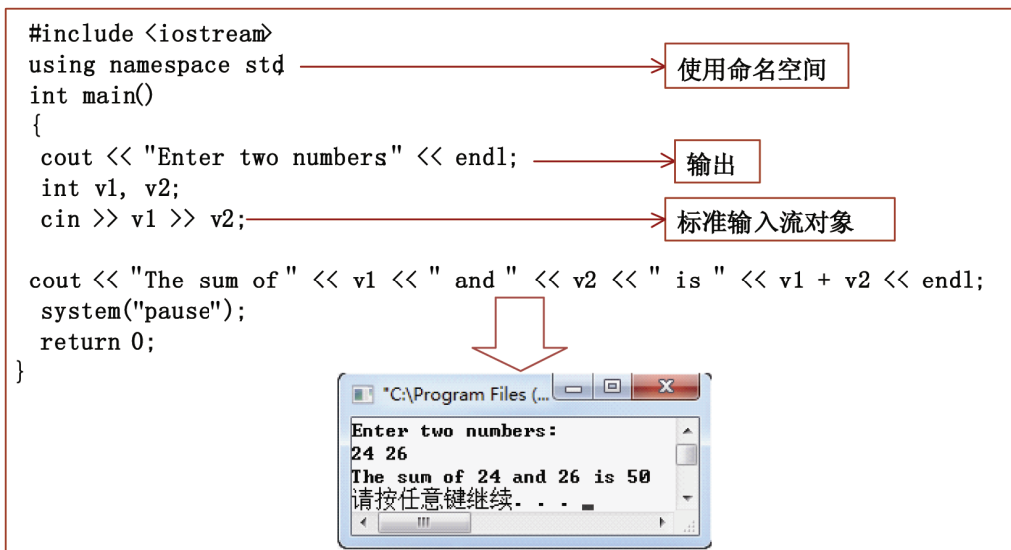 #include <iostream>
using namespace std;
使用命名空间
int main()
{
cout << "Enter two numbers:" << endl;
输出
int v1, v2;
cin >> v1 >> v2;
标准输入流对象
cout << "The sum of " << v1 << " and " << v2 << " is " << v1 + v2 << endl;
system("pause");
return 0;
}
"C:\Program Files (...
Enter two numbers:
24 26
The sum of 24 and 26 is 50
请按任意键继续. . .